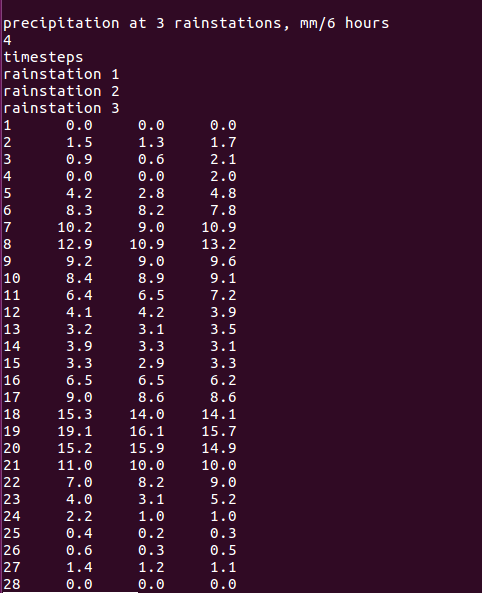 precipitation at 3 rainstations, mm/6 hours
4
timesteps
rainstation 1
rainstation 2
rainstation 3
1 0.0 0.0 0.0
2 1.5 1.3 1.7
3 0.9 0.6 2.1
4 0.0 0.0 2.0
5 4.2 2.8 4.8
6 8.3 8.2 7.8
7 10.2 9.0 10.9
8 12.9 10.9 13.2
9 9.2 9.0 9.6
10 8.4 8.9 9.1
11 6.4 6.5 7.2
12 4.1 4.2 3.9
13 3.2 3.1 3.5
14 3.9 3.3 3.1
15 3.3 2.9 3.3
16 6.5 6.5 6.2
17 9.0 8.6 8.6
18 15.3 14.0 14.1
19 19.1 16.1 15.7
20 15.2 15.9 14.9
21 11.0 10.0 10.0
22 7.0 8.2 9.0
23 4.0 3.1 5.2
24 2.2 1.0 1.0
25 0.4 0.2 0.3
26 0.6 0.3 0.5
27 1.4 1.2 1.1
28 0.0 0.0 0.0